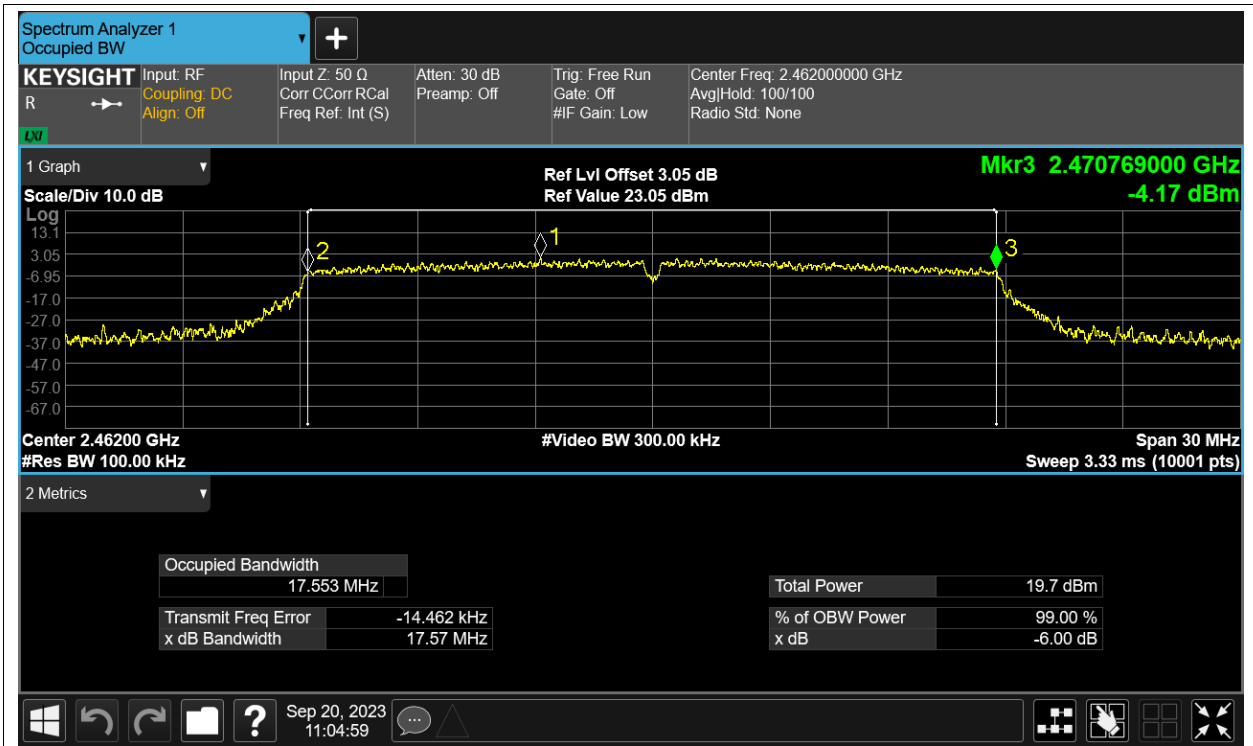 Spectrum Analyzer 1
Occupied BW
KEYSIGHT
R
LXI
Input: RF
Coupling: DC
Align: Off
Input Z: 50 Ω
Corr CCorr RCal
Freq Ref: Int (S)
Atten: 30 dB
Preamp: Off
Trig: Free Run
Gate: Off
#IF Gain: Low
Center Freq: 2.462000000 GHz
Avg|Hold: 100/100
Radio Std: None
1 Graph
Scale/Div 10.0 dB
Ref Lvl Offset 3.05 dB
Ref Value 23.05 dBm
Mkr3 2.470769000 GHz
-4.17 dBm
Log
13.1
3.05
-6.95
-17.0
-27.0
-37.0
-47.0
-57.0
-67.0
2
1
3
Center 2.46200 GHz
#Video BW 300.00 kHz
Span 30 MHz
#Res BW 100.00 kHz
Sweep 3.33 ms (10001 pts)
2 Metrics
Occupied Bandwidth
17.553 MHz
Transmit Freq Error -14.462 kHz
x dB Bandwidth 17.57 MHz
Total Power 19.7 dBm
% of OBW Power 99.00 %
x dB -6.00 dB
?
Sep 20, 2023
11:04:59